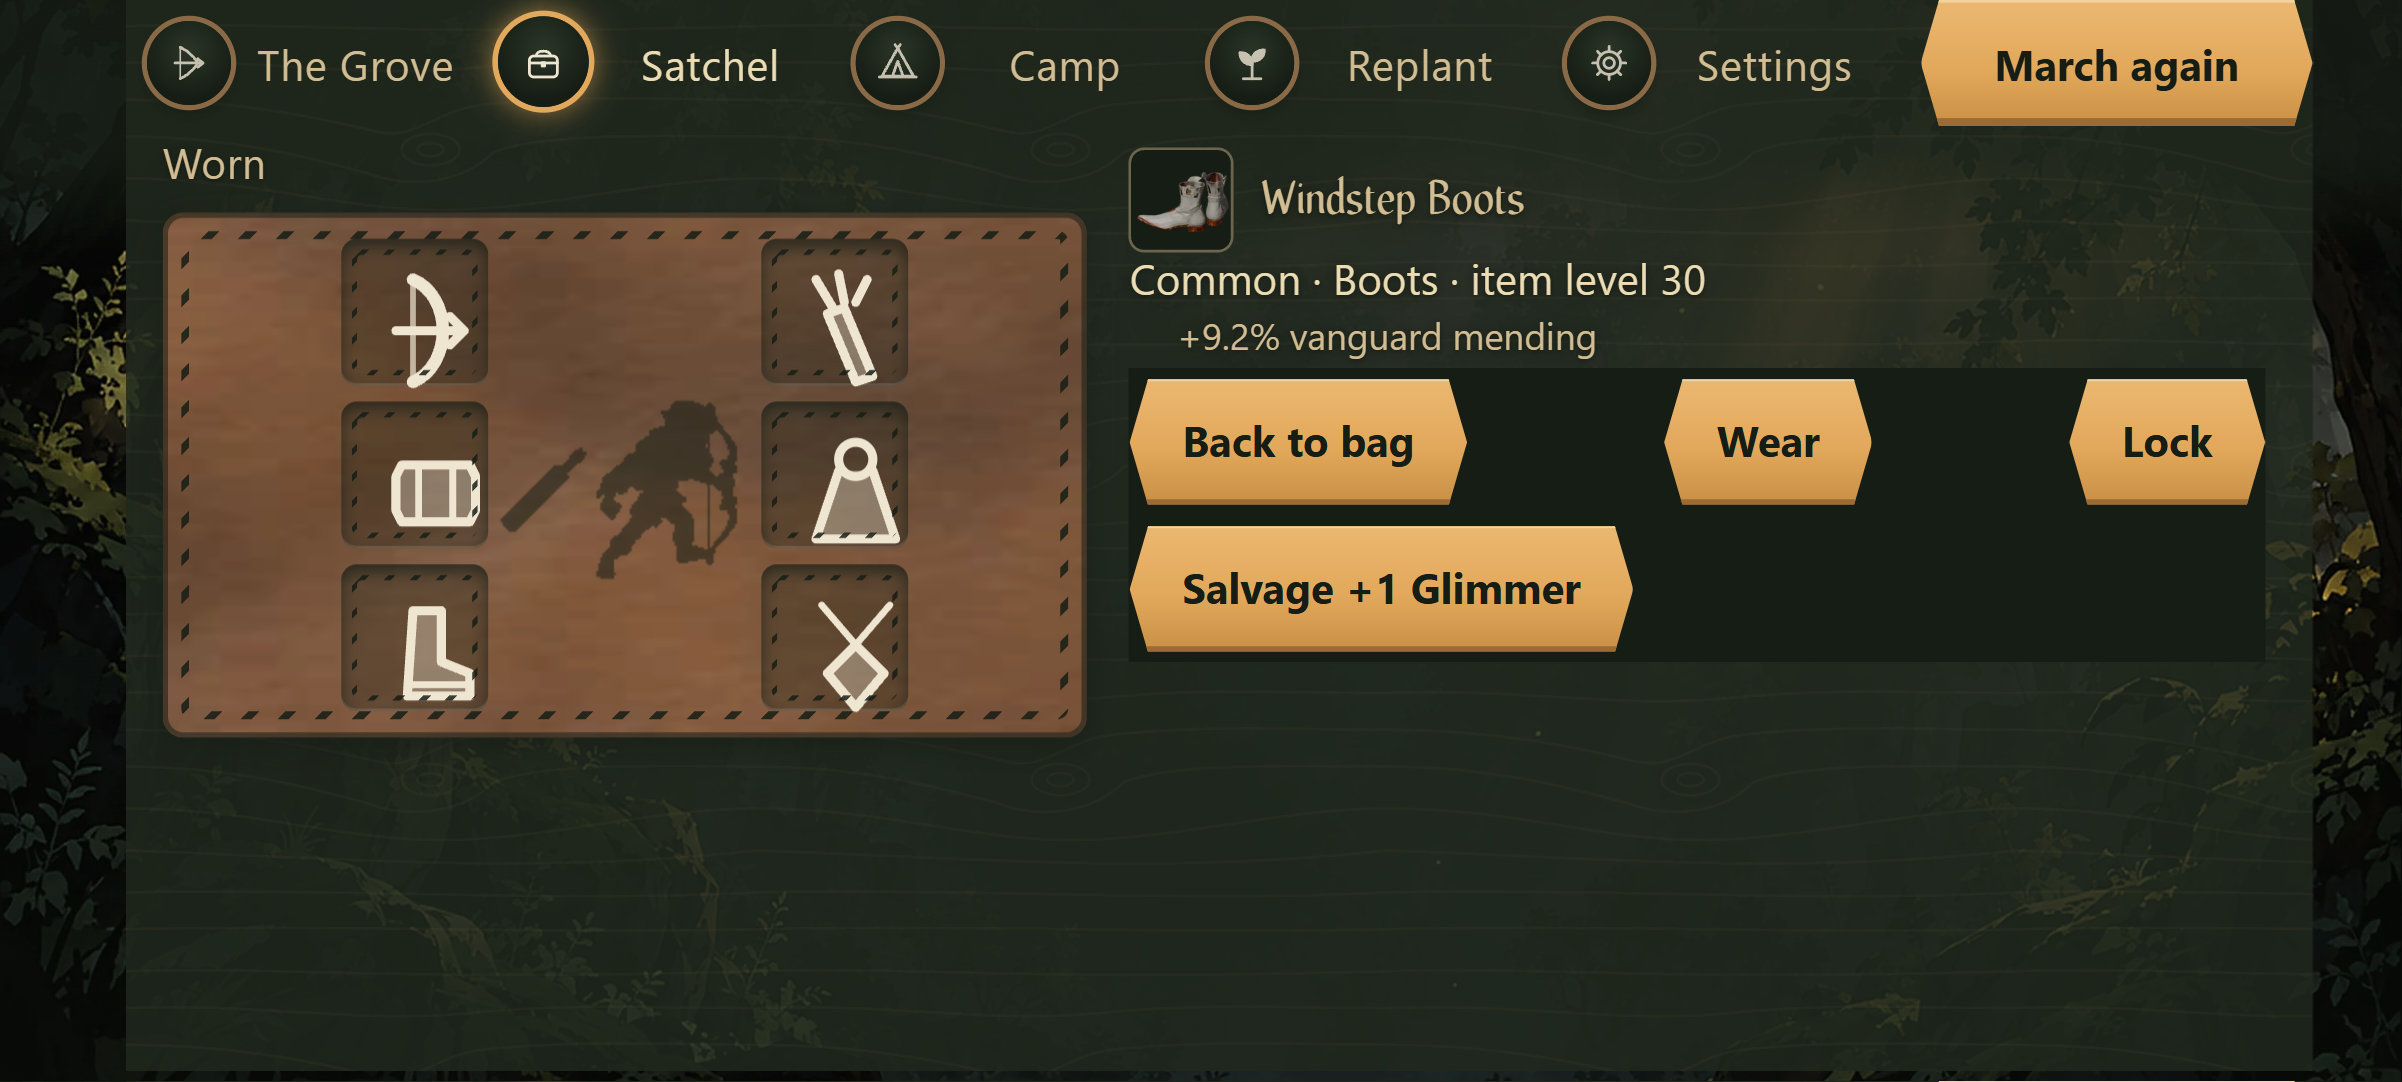 The Grove
Satchel
Camp
Replant
Settings
March again
Worn
Windstep Boots
Common · Boots · item level 30
+9.2% vanguard mending
Back to bag
Wear
Lock
Salvage +1 Glimmer